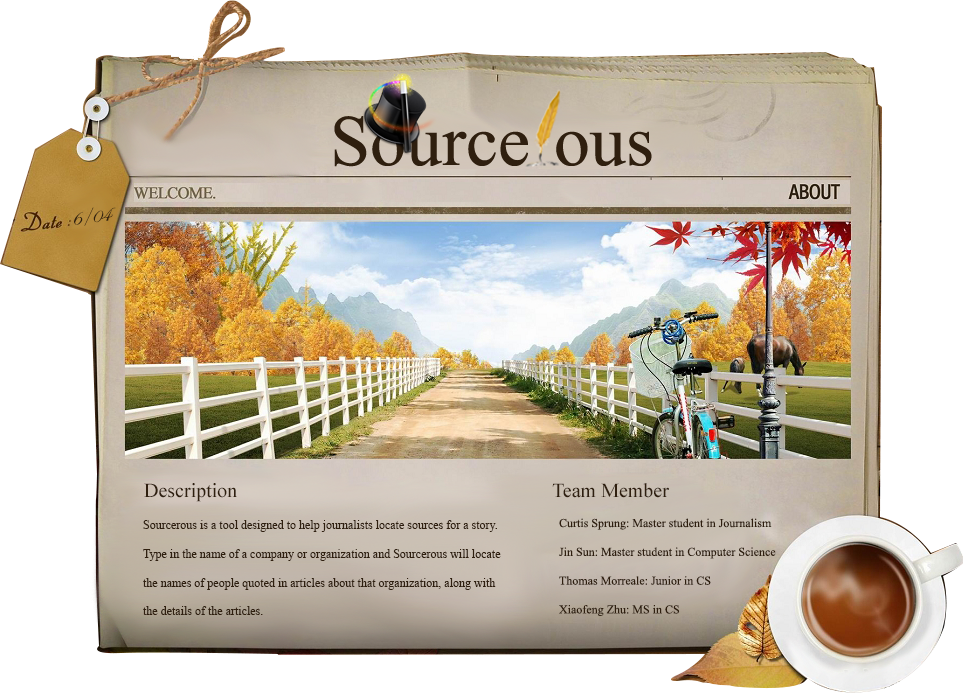 Source ous
WELCOME.
ABOUT
Date :6/04
Description
Sourcerous is a tool designed to help journalists locate sources for a story.
Type in the name of a company or organization and Sourcerous will locate
the names of people quoted in articles about that organization, along with
the details of the articles.
Team Member
Curtis Sprung: Master student in Journalism
Jin Sun: Master student in Computer Science
Thomas Morreale: Junior in CS
Xiaofeng Zhu: MS in CS